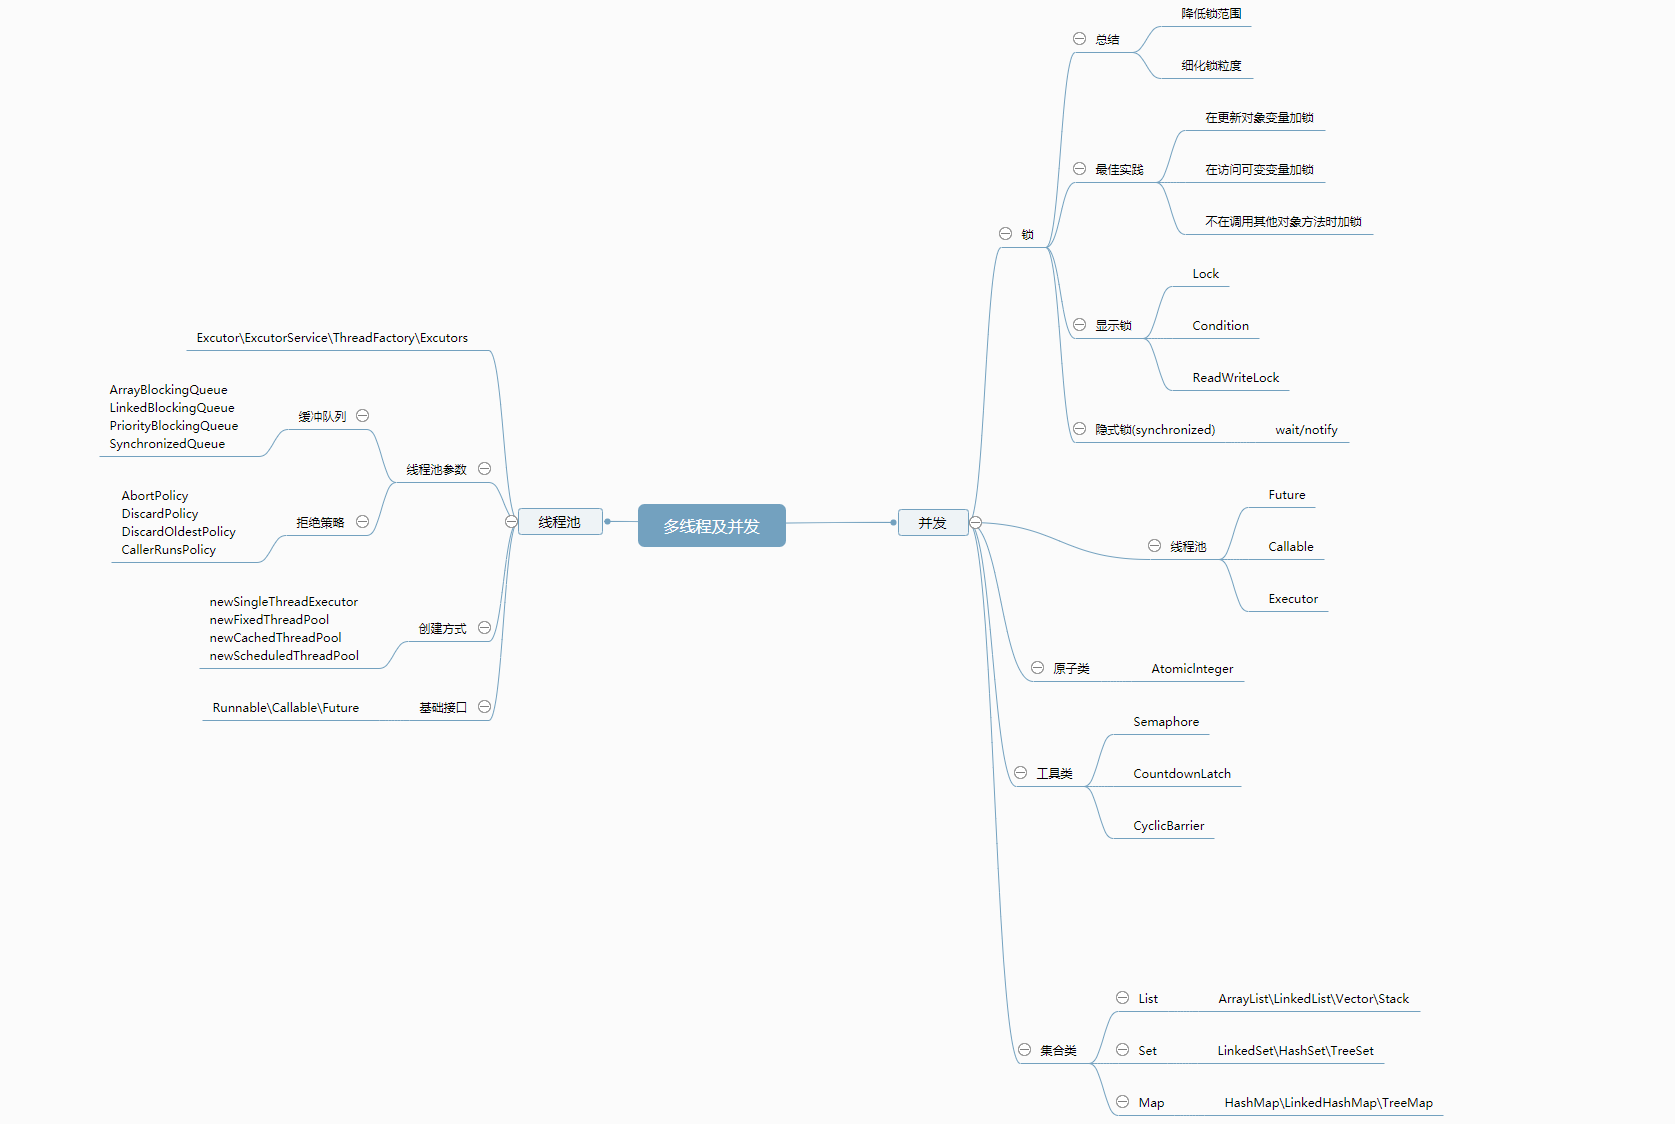 多线程及并发
线程池
Excutor\ExcutorService\ThreadFactory\Excutors
线程池参数
缓冲队列
ArrayBlockingQueue
LinkedBlockingQueue
PriorityBlockingQueue
SynchronizedQueue
拒绝策略
AbortPolicy
DiscardPolicy
DiscardOldestPolicy
CallerRunsPolicy
创建方式
newSingleThreadExecutor
newFixedThreadPool
newCachedThreadPool
newScheduledThreadPool
基础接口
Runnable\Callable\Future
并发
锁
总结
降低锁范围
细化锁粒度
最佳实践
在更新对象变量加锁
在访问可变变量加锁
不在调用其他对象方法时加锁
显示锁
Lock
Condition
ReadWriteLock
隐式锁(synchronized)
wait/notify
线程池
Future
Callable
Executor
原子类
AtomicInteger
工具类
Semaphore
CountdownLatch
CyclicBarrier
集合类
List
ArrayList\LinkedList\Vector\Stack
Set
LinkedSet\HashSet\TreeSet
Map
HashMap\LinkedHashMap\TreeMap